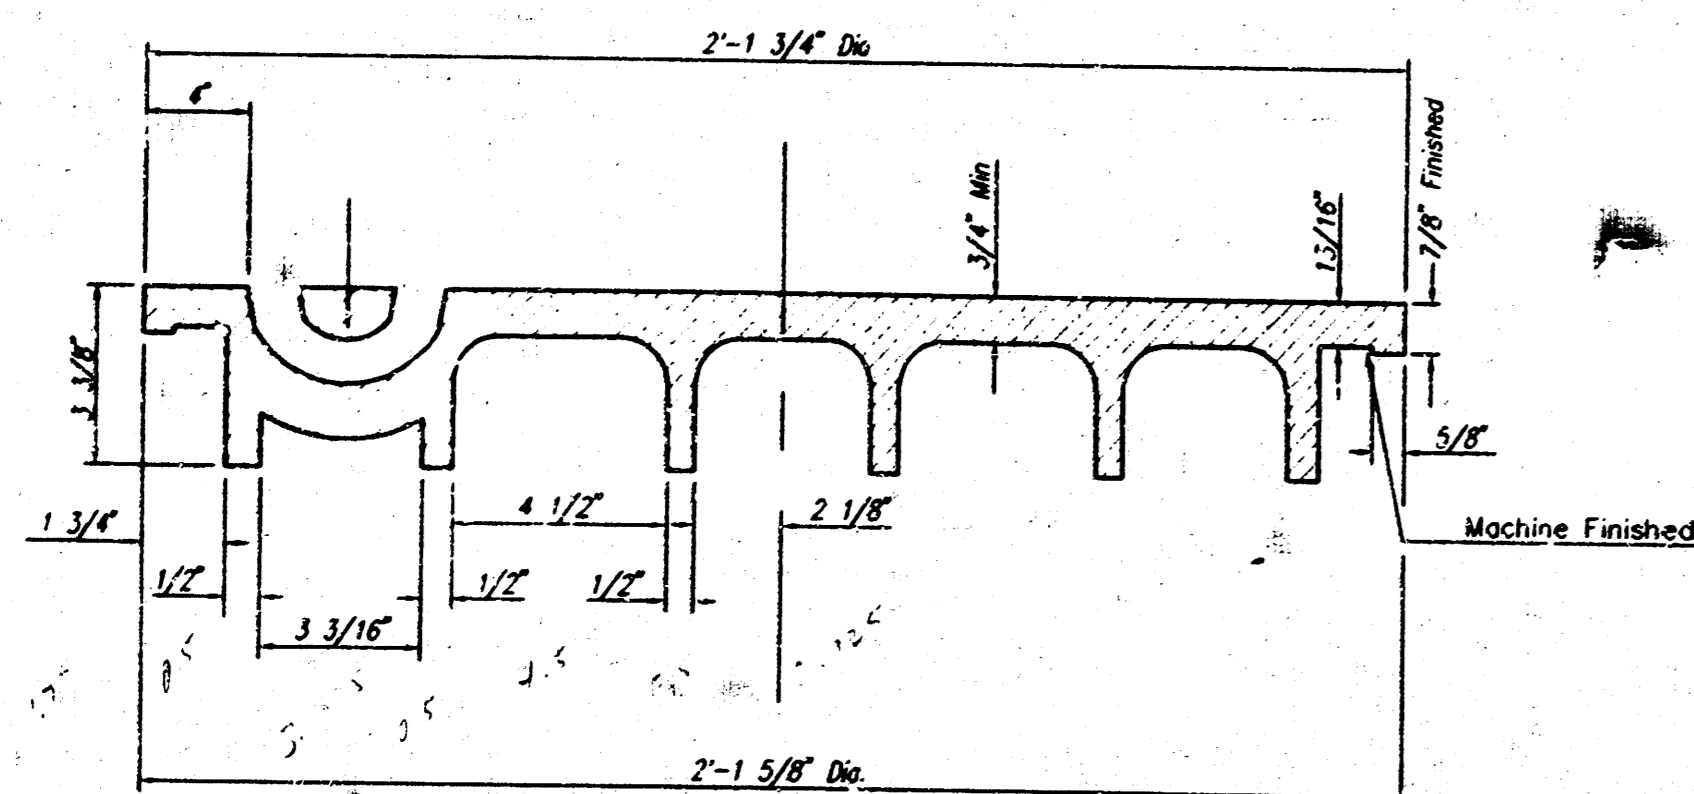 2'-1 3/4" Dia
7/8" Finished
3/4" Min
13/16"
3 3/8"
5/8"
4 1/2"
2 1/8"
1 3/4"
Machine Finished
1/2"
1/2"
1/2"
3 3/16"
2'-1 5/8" Dia.